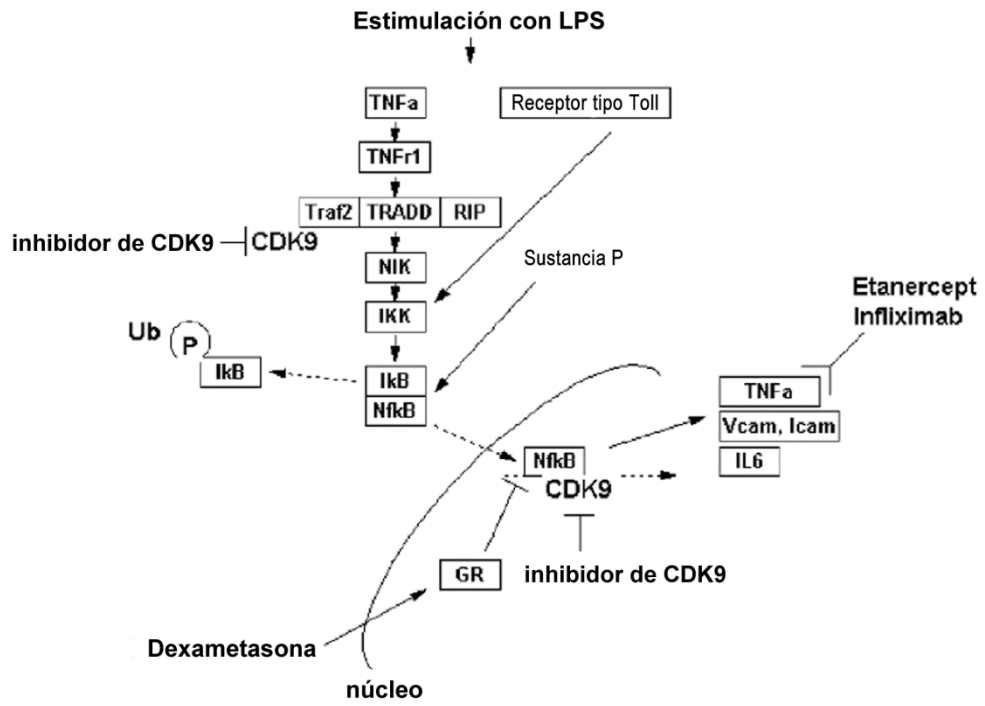 Estimulación con LPS
TNFa
Receptor tipo Toll
TNFr1
Traf2 TRADD RIP
inhibidor de CDK9 CDK9
NIK
Sustancia P
IKK
Etanercept
Infliximab
Ub
P
IkB
IkB
NfkB
TNFa
Vcam, Icam
NfkB
IL6
CDK9
GR
inhibidor de CDK9
Dexametasona
núcleo